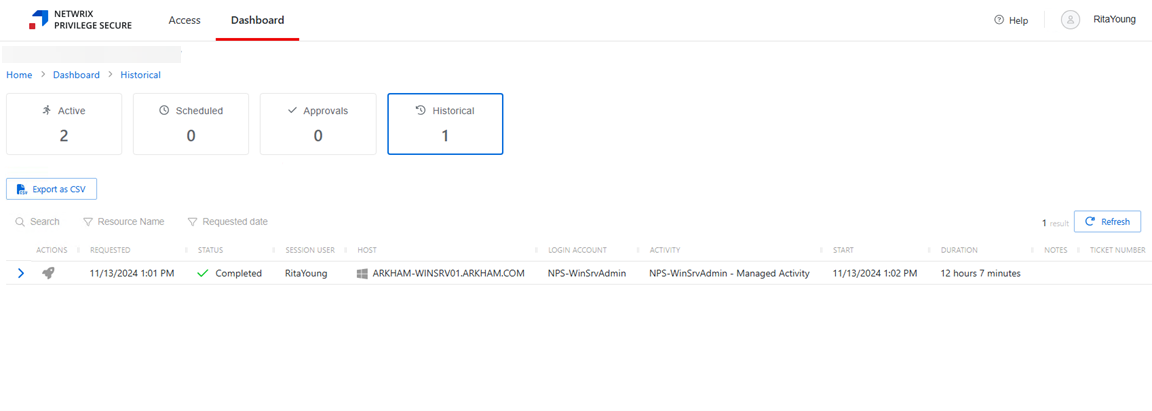 NETWRIX
PRIVILEGE SECURE
Access
Dashboard
Help
RitaYoung
Home > Dashboard > Historical
Active
2
Scheduled
0
Approvals
0
Historical
1
Export as CSV
Search
Resource Name
Requested date
1 result
Refresh
ACTIONS REQUESTED STATUS SESSION USER HOST LOGIN ACCOUNT ACTIVITY START DURATION NOTES TICKET NUMBER
11/13/2024 1:01 PM Completed RitaYoung ARKHAM-WINSRV01.ARKHAM.COM NPS-WinSrvAdmin NPS-WinSrvAdmin - Managed Activity 11/13/2024 1:02 PM 12 hours 7 minutes